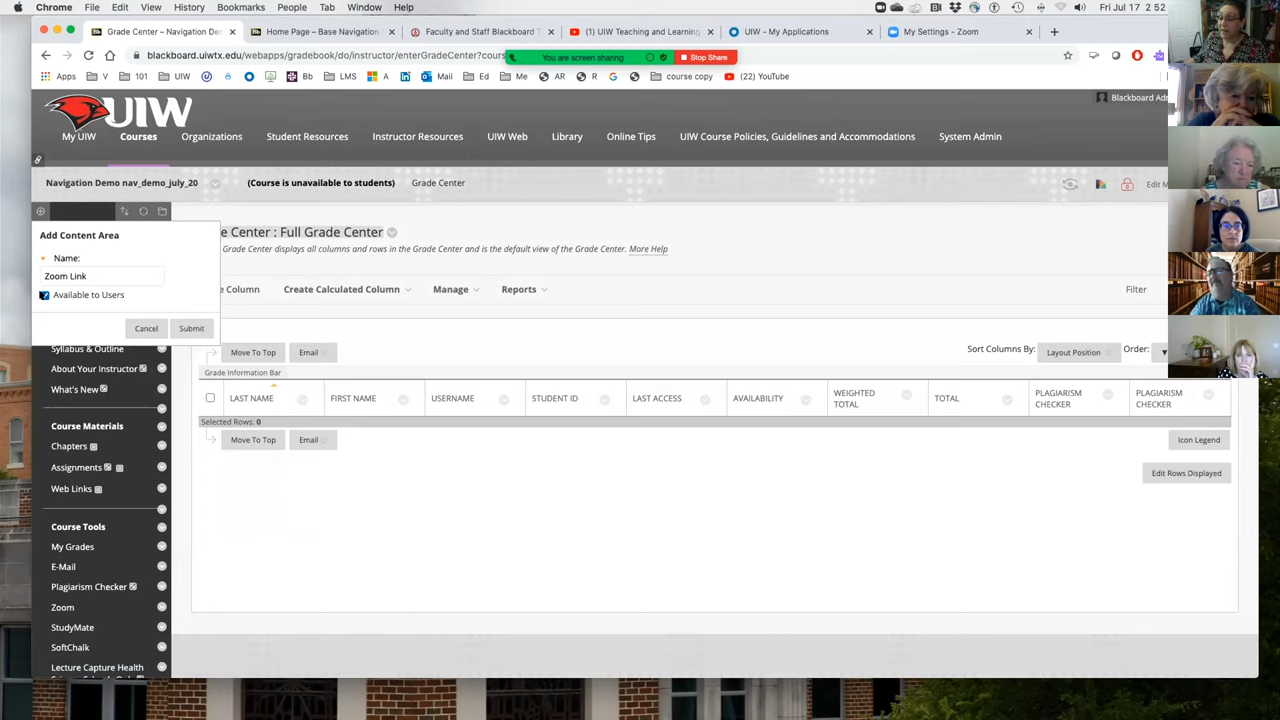 Chrome File Edit View History Bookmarks People Tab Window Help Fri Jul 17 2 52
Grade Center – Navigation De Home Page – Base Navigation Faculty and Staff Blackboard T (1) UIW Teaching and Learning UIW - My Applications My Settings - Zoom
blackboard.uiwtx.edu/webapps/gradebook/do/instructor/enterGradeCenter?cours
You are screen sharing Stop Share
Apps V 101 UIW Bb LMS A Mail Ed Me AR R course copy (22) YouTube
UIW
Blackboard Ad
My UIW Courses Organizations Student Resources Instructor Resources UIW Web Library Online Tips UIW Course Policies, Guidelines and Accommodations System Admin
Navigation Demo nav_demo_july_20 (Course is unavailable to students) Grade Center Edit M
Add Content Area
Name:
Zoom Link
Available to Users
Cancel Submit
e Center : Full Grade Center
Grade Center displays all columns and rows in the Grade Center and is the default view of the Grade Center. More Help
e Column Create Calculated Column Manage Reports Filter
Move To Top Email Sort Columns By: Layout Position Order:
Grade Information Bar
LAST NAME FIRST NAME USERNAME STUDENT ID LAST ACCESS AVAILABILITY WEIGHTED TOTAL TOTAL PLAGIARISM CHECKER PLAGIARISM CHECKER
Selected Rows: 0
Move To Top Email Icon Legend
Edit Rows Displayed
Syllabus & Outline
About Your Instructor
What's New
Course Materials
Chapters
Assignments
Web Links
Course Tools
My Grades
E-Mail
Plagiarism Checker
Zoom
StudyMate
SoftChalk
Lecture Capture Health